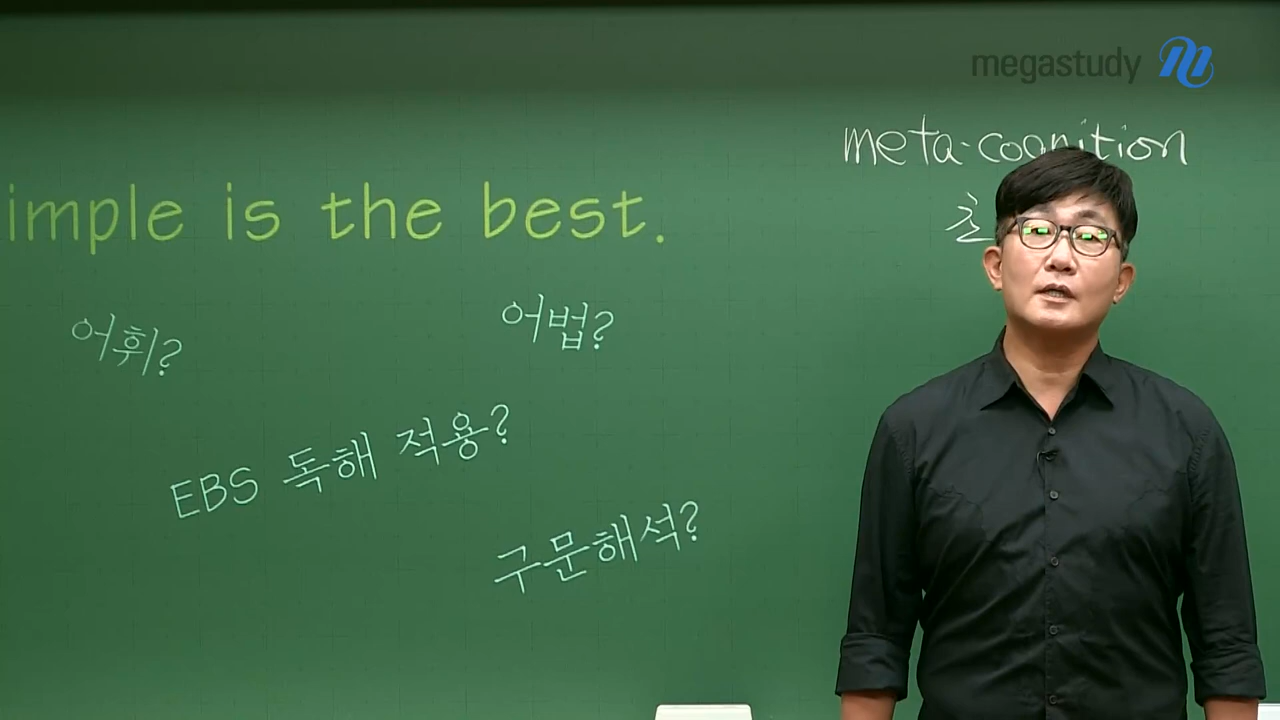 megastudy
meta-cognition
imple is the best.
어휘?
어법?
EBS 독해 적용?
구문해석?